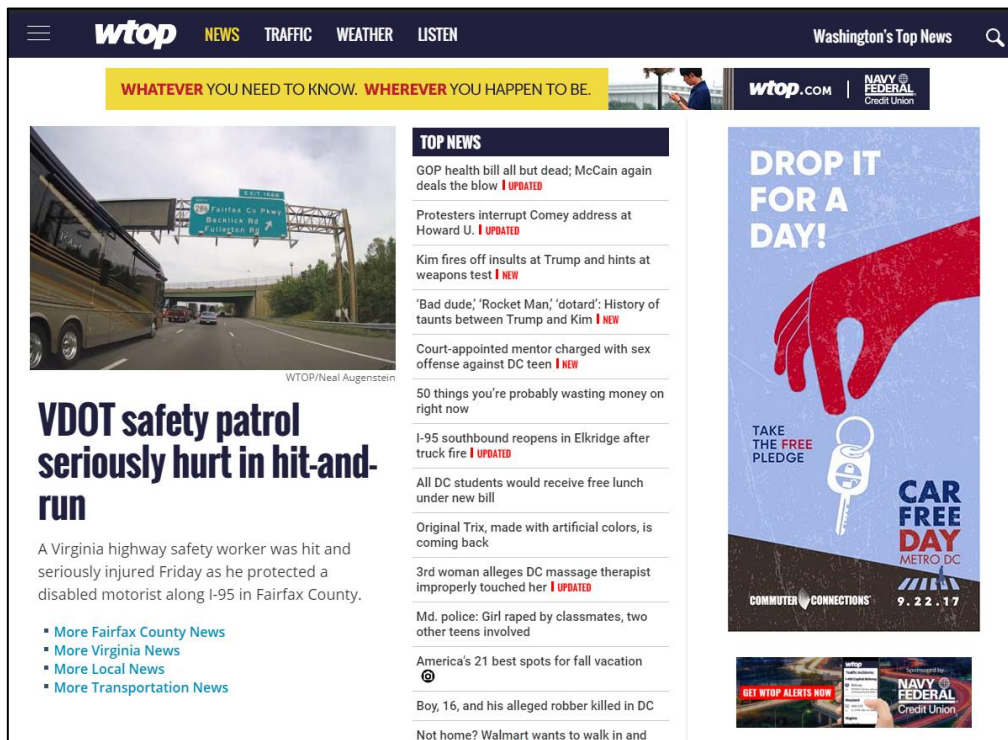 wtop NEWS TRAFFIC WEATHER LISTEN Washington's Top News
WHATEVER YOU NEED TO KNOW. WHEREVER YOU HAPPEN TO BE. wtop.com | NAVY FEDERAL Credit Union
EXIT 166B
286 Fairfax Co Pkwy
Backlick Rd
Fullerton Rd
WTOP/Neal Augenstein
VDOT safety patrol
seriously hurt in hit-and-
run
A Virginia highway safety worker was hit and
seriously injured Friday as he protected a
disabled motorist along I-95 in Fairfax County.
More Fairfax County News
More Virginia News
More Local News
More Transportation News
TOP NEWS
GOP health bill all but dead; McCain again
deals the blow | UPDATED
Protesters interrupt Comey address at
Howard U. | UPDATED
Kim fires off insults at Trump and hints at
weapons test | NEW
'Bad dude,' 'Rocket Man,' 'dotard': History of
taunts between Trump and Kim | NEW
Court-appointed mentor charged with sex
offense against DC teen | NEW
50 things you're probably wasting money on
right now
I-95 southbound reopens in Elkridge after
truck fire | UPDATED
All DC students would receive free lunch
under new bill
Original Trix, made with artificial colors, is
coming back
3rd woman alleges DC massage therapist
improperly touched her | UPDATED
Md. police: Girl raped by classmates, two
other teens involved
America's 21 best spots for fall vacation
Boy, 16, and his alleged robber killed in DC
Not home? Walmart wants to walk in and
DROP IT
FOR A
DAY!
TAKE
THE FREE
PLEDGE
CAR
FREE
DAY
METRO DC
COMMUTER CONNECTIONS
9.22.17
GET WTOP ALERTS NOW
wtop
Traffic Incidents
Maryland
Virginia
Sponsored by
NAVY
FEDERAL
Credit Union